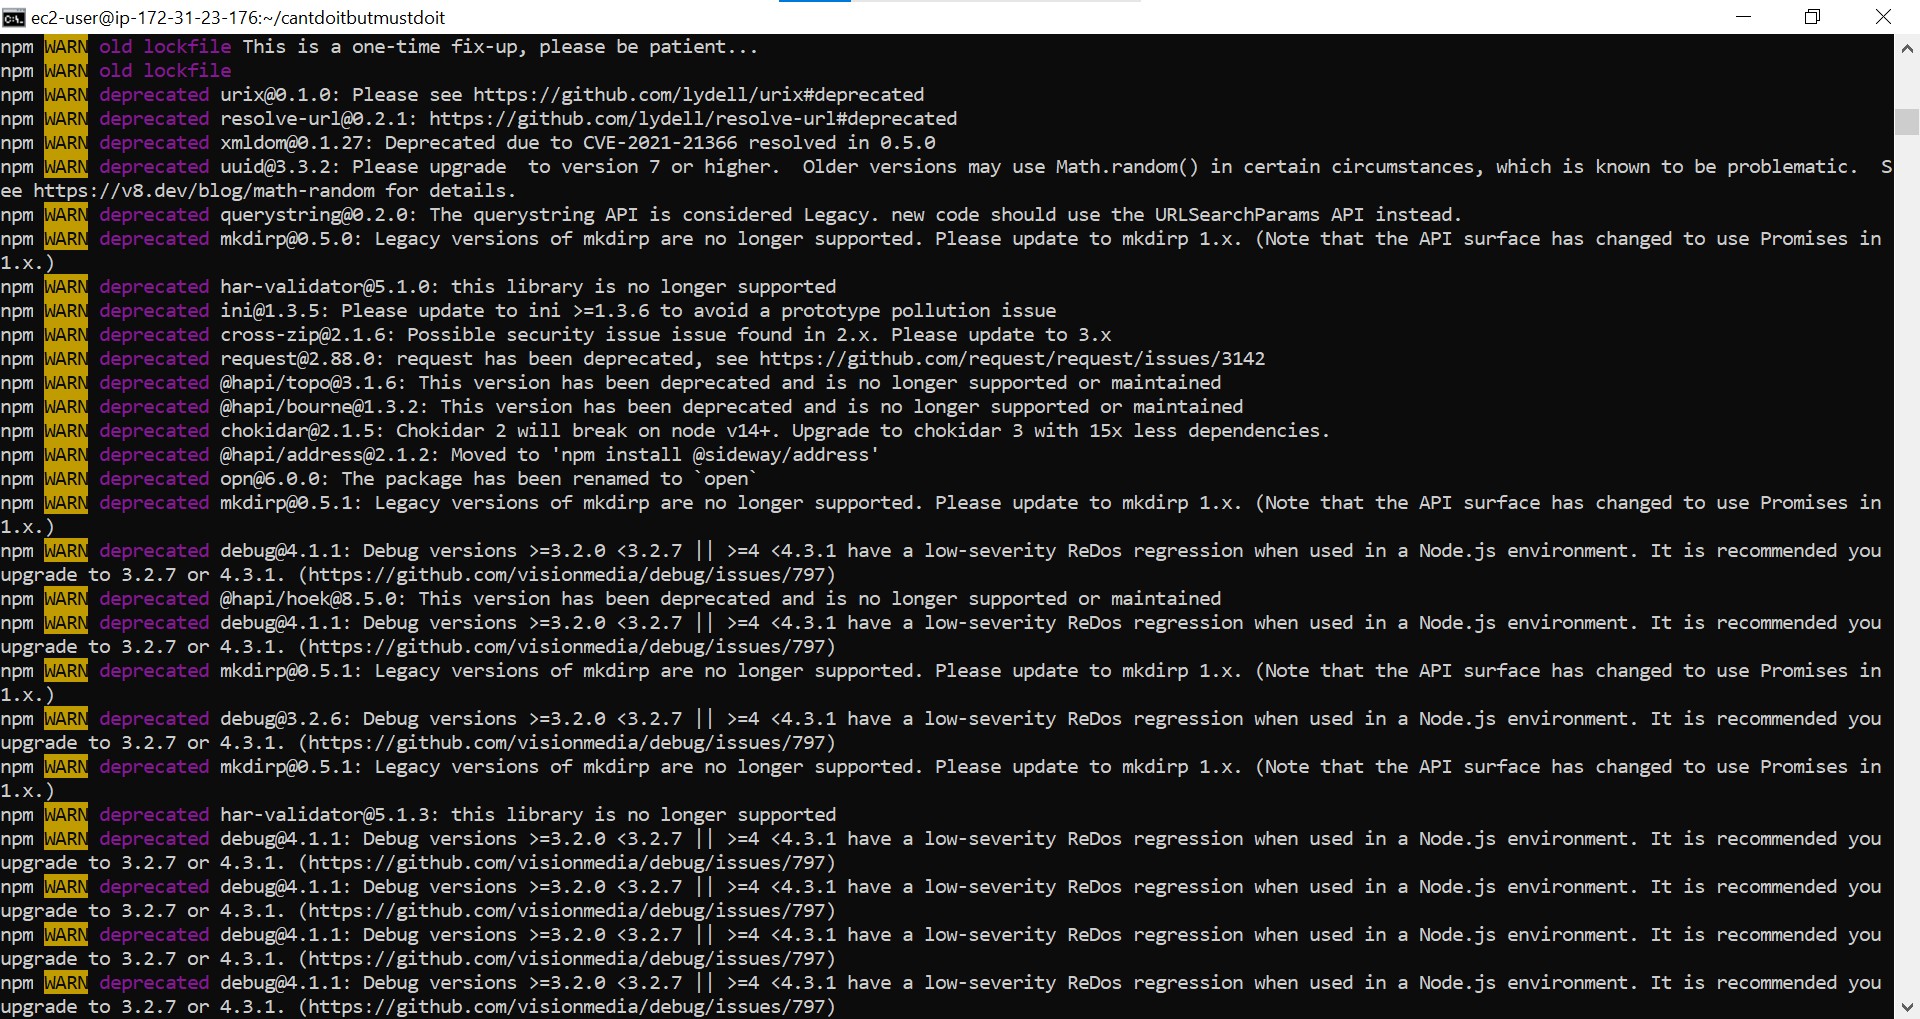 ec2-user@ip-172-31-23-176:~/cantdoitbutmustdoit
npm WARN old lockfile This is a one-time fix-up, please be patient...
npm WARN old lockfile
npm WARN deprecated urix@0.1.0: Please see https://github.com/lydell/urix#deprecated
npm WARN deprecated resolve-url@0.2.1: https://github.com/lydell/resolve-url#deprecated
npm WARN deprecated xmldom@0.1.27: Deprecated due to CVE-2021-21366 resolved in 0.5.0
npm WARN deprecated uuid@3.3.2: Please upgrade  to version 7 or higher.  Older versions may use Math.random() in certain circumstances, which is known to be problematic.  S
ee https://v8.dev/blog/math-random for details.
npm WARN deprecated querystring@0.2.0: The querystring API is considered Legacy. new code should use the URLSearchParams API instead.
npm WARN deprecated mkdirp@0.5.0: Legacy versions of mkdirp are no longer supported. Please update to mkdirp 1.x. (Note that the API surface has changed to use Promises in
1.x.)
npm WARN deprecated har-validator@5.1.0: this library is no longer supported
npm WARN deprecated ini@1.3.5: Please update to ini >=1.3.6 to avoid a prototype pollution issue
npm WARN deprecated cross-zip@2.1.6: Possible security issue issue found in 2.x. Please update to 3.x
npm WARN deprecated request@2.88.0: request has been deprecated, see https://github.com/request/request/issues/3142
npm WARN deprecated @hapi/topo@3.1.6: This version has been deprecated and is no longer supported or maintained
npm WARN deprecated @hapi/bourne@1.3.2: This version has been deprecated and is no longer supported or maintained
npm WARN deprecated chokidar@2.1.5: Chokidar 2 will break on node v14+. Upgrade to chokidar 3 with 15x less dependencies.
npm WARN deprecated @hapi/address@2.1.2: Moved to 'npm install @sideway/address'
npm WARN deprecated opn@6.0.0: The package has been renamed to `open`
npm WARN deprecated mkdirp@0.5.1: Legacy versions of mkdirp are no longer supported. Please update to mkdirp 1.x. (Note that the API surface has changed to use Promises in
1.x.)
npm WARN deprecated debug@4.1.1: Debug versions >=3.2.0 <3.2.7 || >=4 <4.3.1 have a low-severity ReDos regression when used in a Node.js environment. It is recommended you
upgrade to 3.2.7 or 4.3.1. (https://github.com/visionmedia/debug/issues/797)
npm WARN deprecated @hapi/hoek@8.5.0: This version has been deprecated and is no longer supported or maintained
npm WARN deprecated debug@4.1.1: Debug versions >=3.2.0 <3.2.7 || >=4 <4.3.1 have a low-severity ReDos regression when used in a Node.js environment. It is recommended you
upgrade to 3.2.7 or 4.3.1. (https://github.com/visionmedia/debug/issues/797)
npm WARN deprecated mkdirp@0.5.1: Legacy versions of mkdirp are no longer supported. Please update to mkdirp 1.x. (Note that the API surface has changed to use Promises in
1.x.)
npm WARN deprecated debug@3.2.6: Debug versions >=3.2.0 <3.2.7 || >=4 <4.3.1 have a low-severity ReDos regression when used in a Node.js environment. It is recommended you
upgrade to 3.2.7 or 4.3.1. (https://github.com/visionmedia/debug/issues/797)
npm WARN deprecated mkdirp@0.5.1: Legacy versions of mkdirp are no longer supported. Please update to mkdirp 1.x. (Note that the API surface has changed to use Promises in
1.x.)
npm WARN deprecated har-validator@5.1.3: this library is no longer supported
npm WARN deprecated debug@4.1.1: Debug versions >=3.2.0 <3.2.7 || >=4 <4.3.1 have a low-severity ReDos regression when used in a Node.js environment. It is recommended you
upgrade to 3.2.7 or 4.3.1. (https://github.com/visionmedia/debug/issues/797)
npm WARN deprecated debug@4.1.1: Debug versions >=3.2.0 <3.2.7 || >=4 <4.3.1 have a low-severity ReDos regression when used in a Node.js environment. It is recommended you
upgrade to 3.2.7 or 4.3.1. (https://github.com/visionmedia/debug/issues/797)
npm WARN deprecated debug@4.1.1: Debug versions >=3.2.0 <3.2.7 || >=4 <4.3.1 have a low-severity ReDos regression when used in a Node.js environment. It is recommended you
upgrade to 3.2.7 or 4.3.1. (https://github.com/visionmedia/debug/issues/797)
npm WARN deprecated debug@4.1.1: Debug versions >=3.2.0 <3.2.7 || >=4 <4.3.1 have a low-severity ReDos regression when used in a Node.js environment. It is recommended you
upgrade to 3.2.7 or 4.3.1. (https://github.com/visionmedia/debug/issues/797)